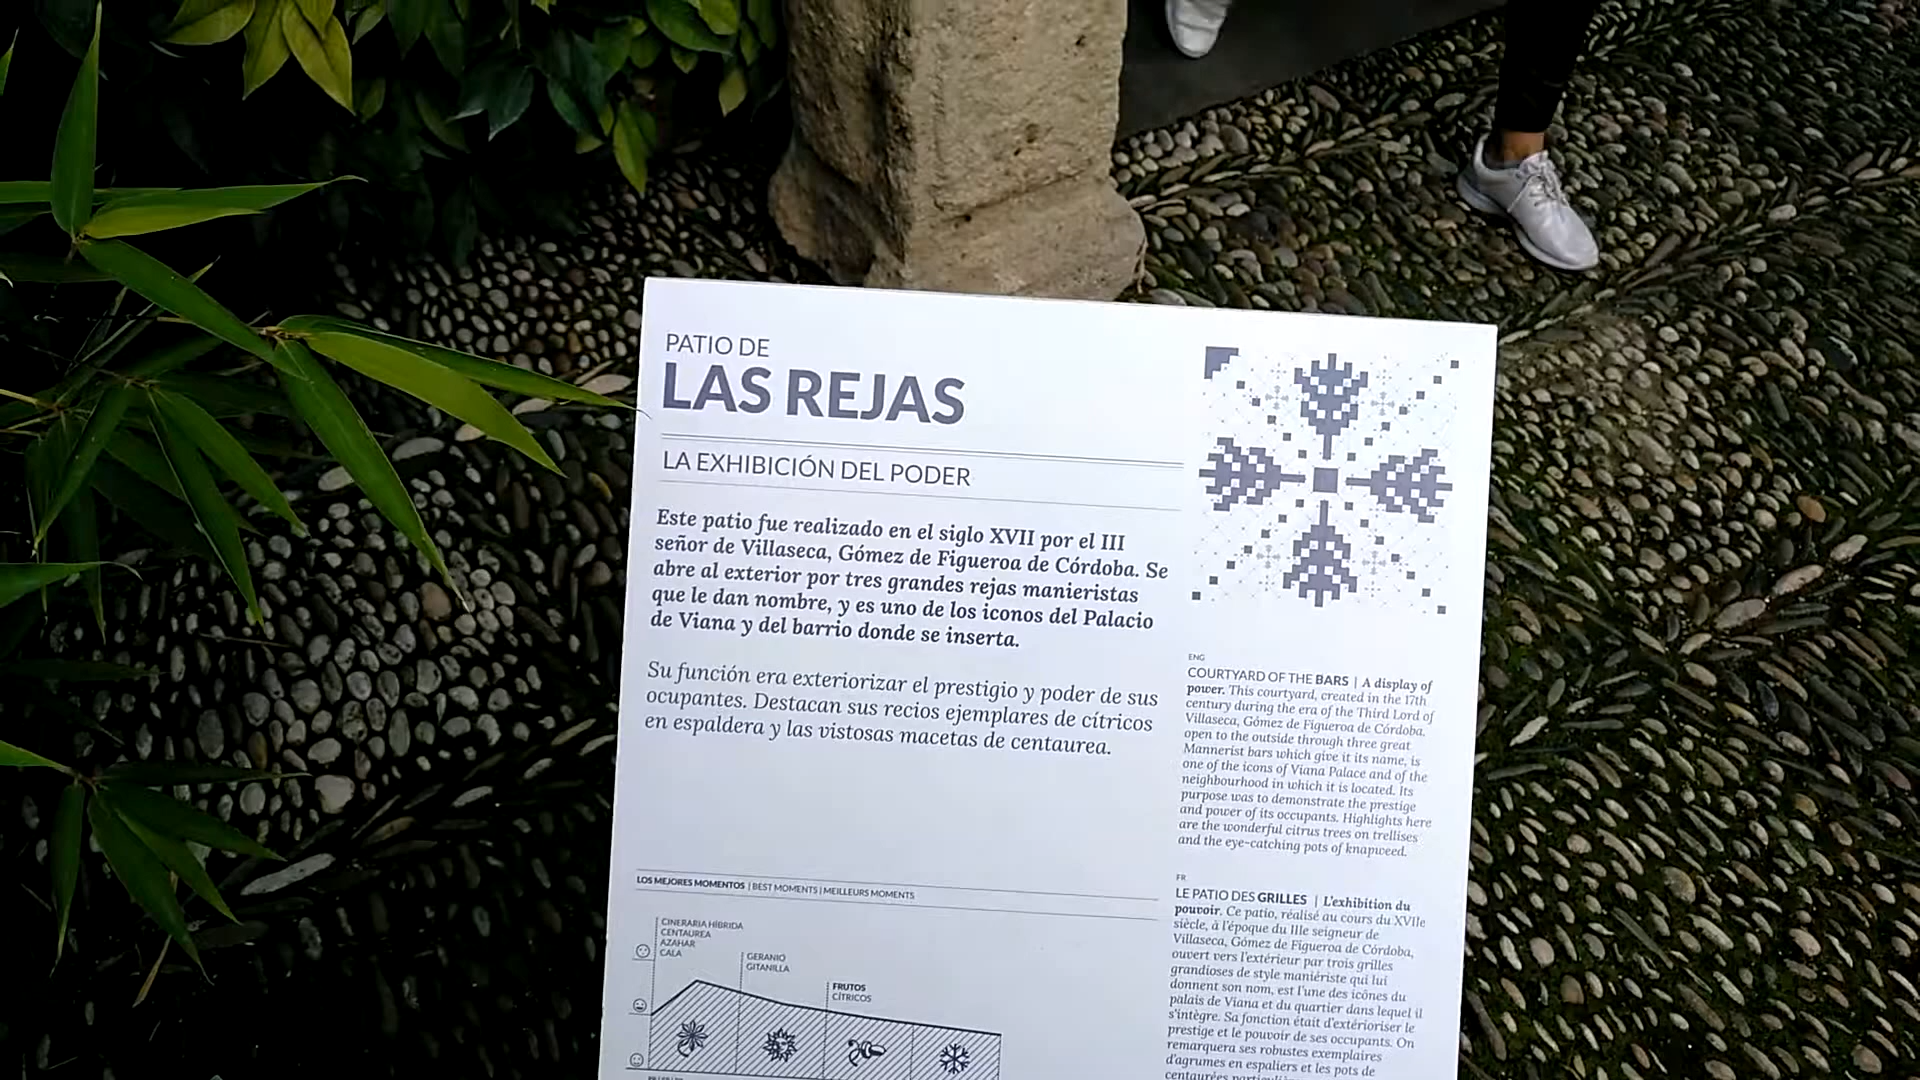 PATIO DE
LAS REJAS
LA EXHIBICIÓN DEL PODER
Este patio fue realizado en el siglo XVII por el III
señor de Villaseca, Gómez de Figueroa de Córdoba. Se
abre al exterior por tres grandes rejas manieristas
que le dan nombre, y es uno de los iconos del Palacio
de Viana y del barrio donde se inserta.
Su función era exteriorizar el prestigio y poder de sus
ocupantes. Destacan sus recios ejemplares de cítricos
en espaldera y las vistosas macetas de centaurea.
LOS MEJORES MOMENTOS | BEST MOMENTS | MEILLEURS MOMENTS
CINERARIA HÍBRIDA
CENTAUREA
AZAHAR
CALA
GERANIO
GITANILLA
FRUTOS
CÍTRICOS
ENG
COURTYARD OF THE BARS | A display of
power. This courtyard, created in the 17th
century during the era of the Third Lord of
Villaseca, Gómez de Figueroa de Córdoba,
open to the outside through three great
Mannerist bars which give it its name, is
one of the icons of Viana Palace and of the
neighbourhood in which it is located. Its
purpose was to demonstrate the prestige
and power of its occupants. Highlights here
are the wonderful citrus trees on trellises
and the eye-catching pots of knapweed.
FR
LE PATIO DES GRILLES | L'exhibition du
pouvoir. Ce patio, réalisé au cours du XVIIe
siècle, à l'époque du IIIe seigneur de
Villaseca, Gómez de Figueroa de Córdoba,
ouvert vers l'extérieur par trois grilles
grandioses de style maniériste qui lui
donnent son nom, est l'une des icônes du
palais de Viana et du quartier dans lequel il
s'intègre. Sa fonction était d'extérioriser le
prestige et le pouvoir de ses occupants. On
remarquera ses robustes exemplaires
d'agrumes en espaliers et les pots de
centaurées